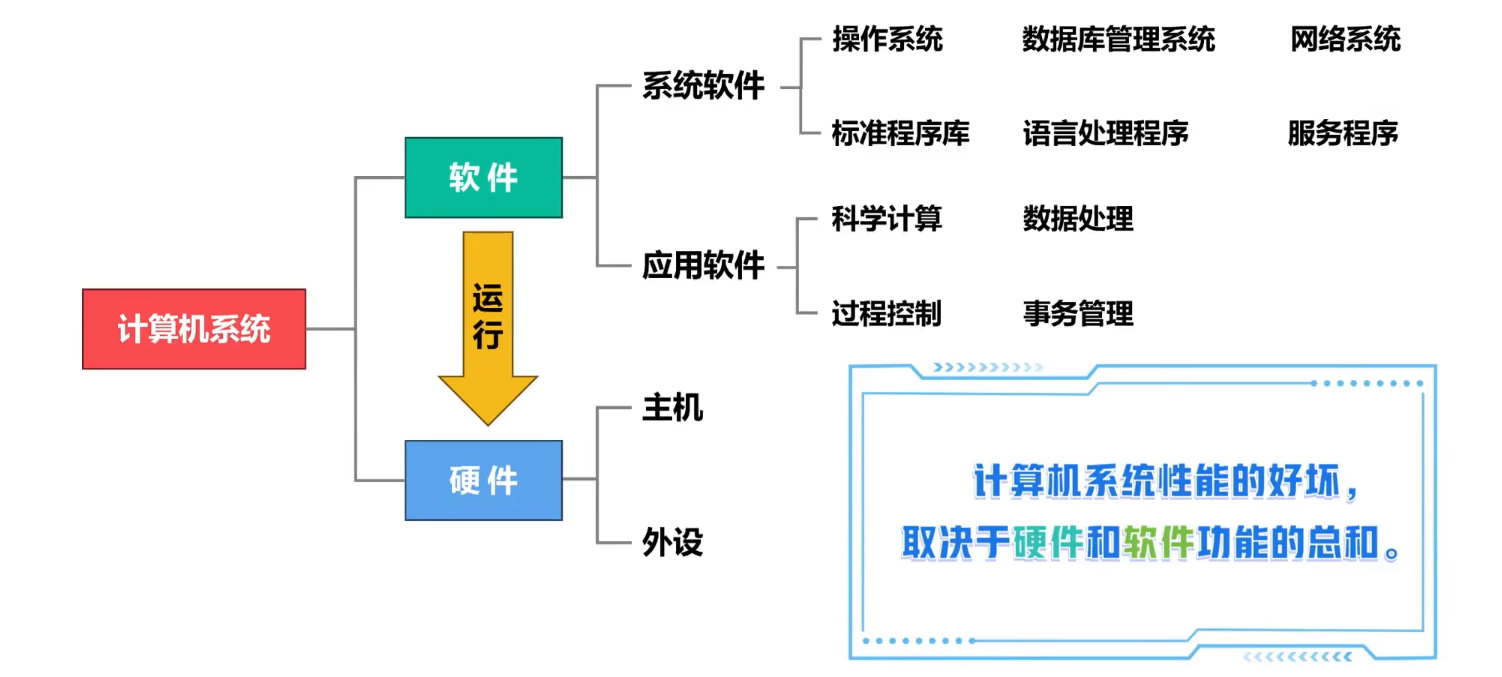 操作系统 数据库管理系统 网络系统
系统软件
标准程序库 语言处理程序 服务程序
软件
科学计算 数据处理
应用软件
过程控制 事务管理
运行
计算机系统
主机
硬件
外设
计算机系统性能的好坏，
取决于硬件和软件功能的总和。